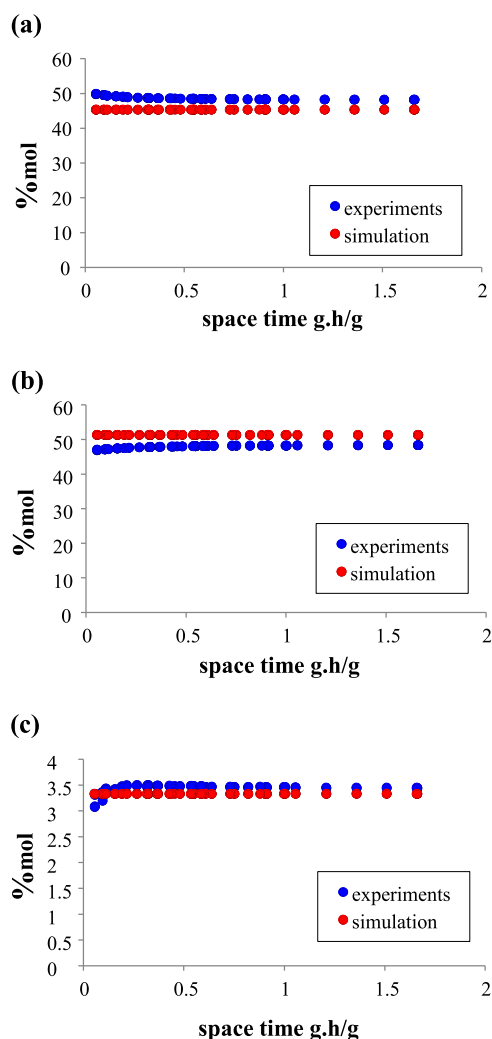 (a)
60
50
40
30
20
10
0
%mol
experiments
simulation
0 0.5 1 1.5 2
space time g.h/g
(b)
60
50
40
30
20
10
0
%mol
experiments
simulation
0 0.5 1 1.5 2
space time g.h/g
(c)
4
3.5
3
2.5
2
1.5
1
0.5
0
%mol
experiments
simulation
0 0.5 1 1.5 2
space time g.h/g